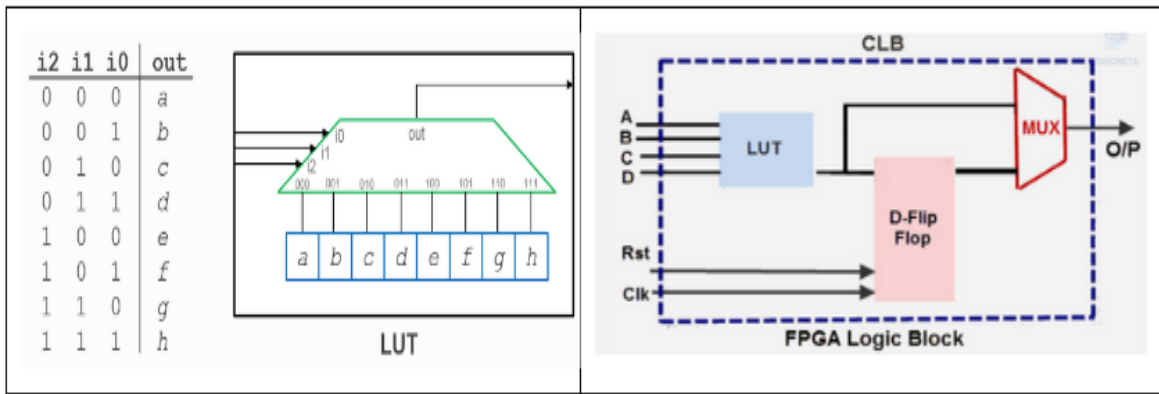 i2 i1 i0 out
0 0 0 a
0 0 1 b
0 1 0 c
0 1 1 d
1 0 0 e
1 0 1 f
1 1 0 g
1 1 1 h
i0
i1
i2
out
000 001 010 011 100 101 110 111
a b c d e f g h
LUT
CLB
A
B
C
D
LUT
MUX
O/P
D-Flip
Flop
Rst
Clk
FPGA Logic Block